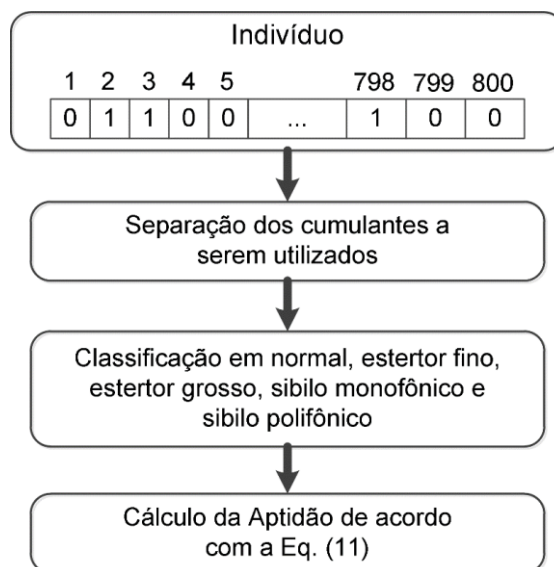 Indivíduo
1 2 3 4 5 798 799 800
0 1 1 0 0 ... 1 0 0
Separação dos cumulantes a
serem utilizados
Classificação em normal, estertor fino,
estertor grosso, sibilo monofônico e
sibilo polifônico
Cálculo da Aptidão de acordo
com a Eq. (11)